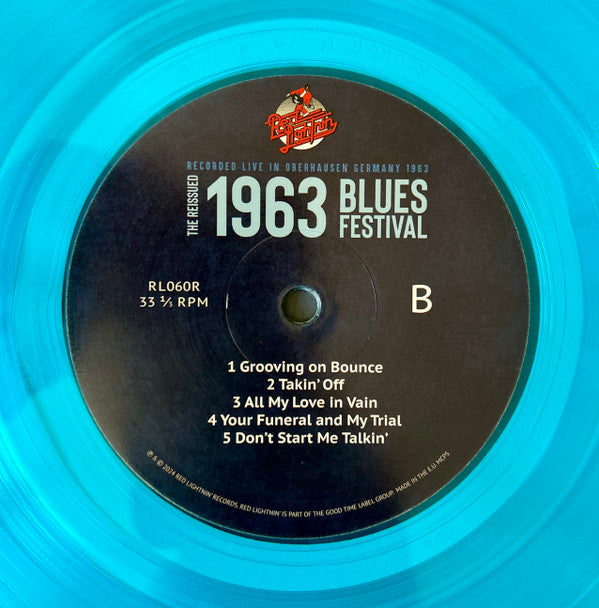 Red
Lightnin'
RECORDED LIVE IN OBERHAUSEN GERMANY 1963
THE REISSUED
1963 BLUES
FESTIVAL
RL060R
33 ⅓ RPM
B
1 Grooving on Bounce
2 Takin' Off
3 All My Love in Vain
4 Your Funeral and My Trial
5 Don't Start Me Talkin'
℗ & © 2024 RED LIGHTNIN' RECORDS. RED LIGHTNIN' IS PART OF THE GOOD TIME LABEL GROUP. MADE IN THE E.U. MCPS